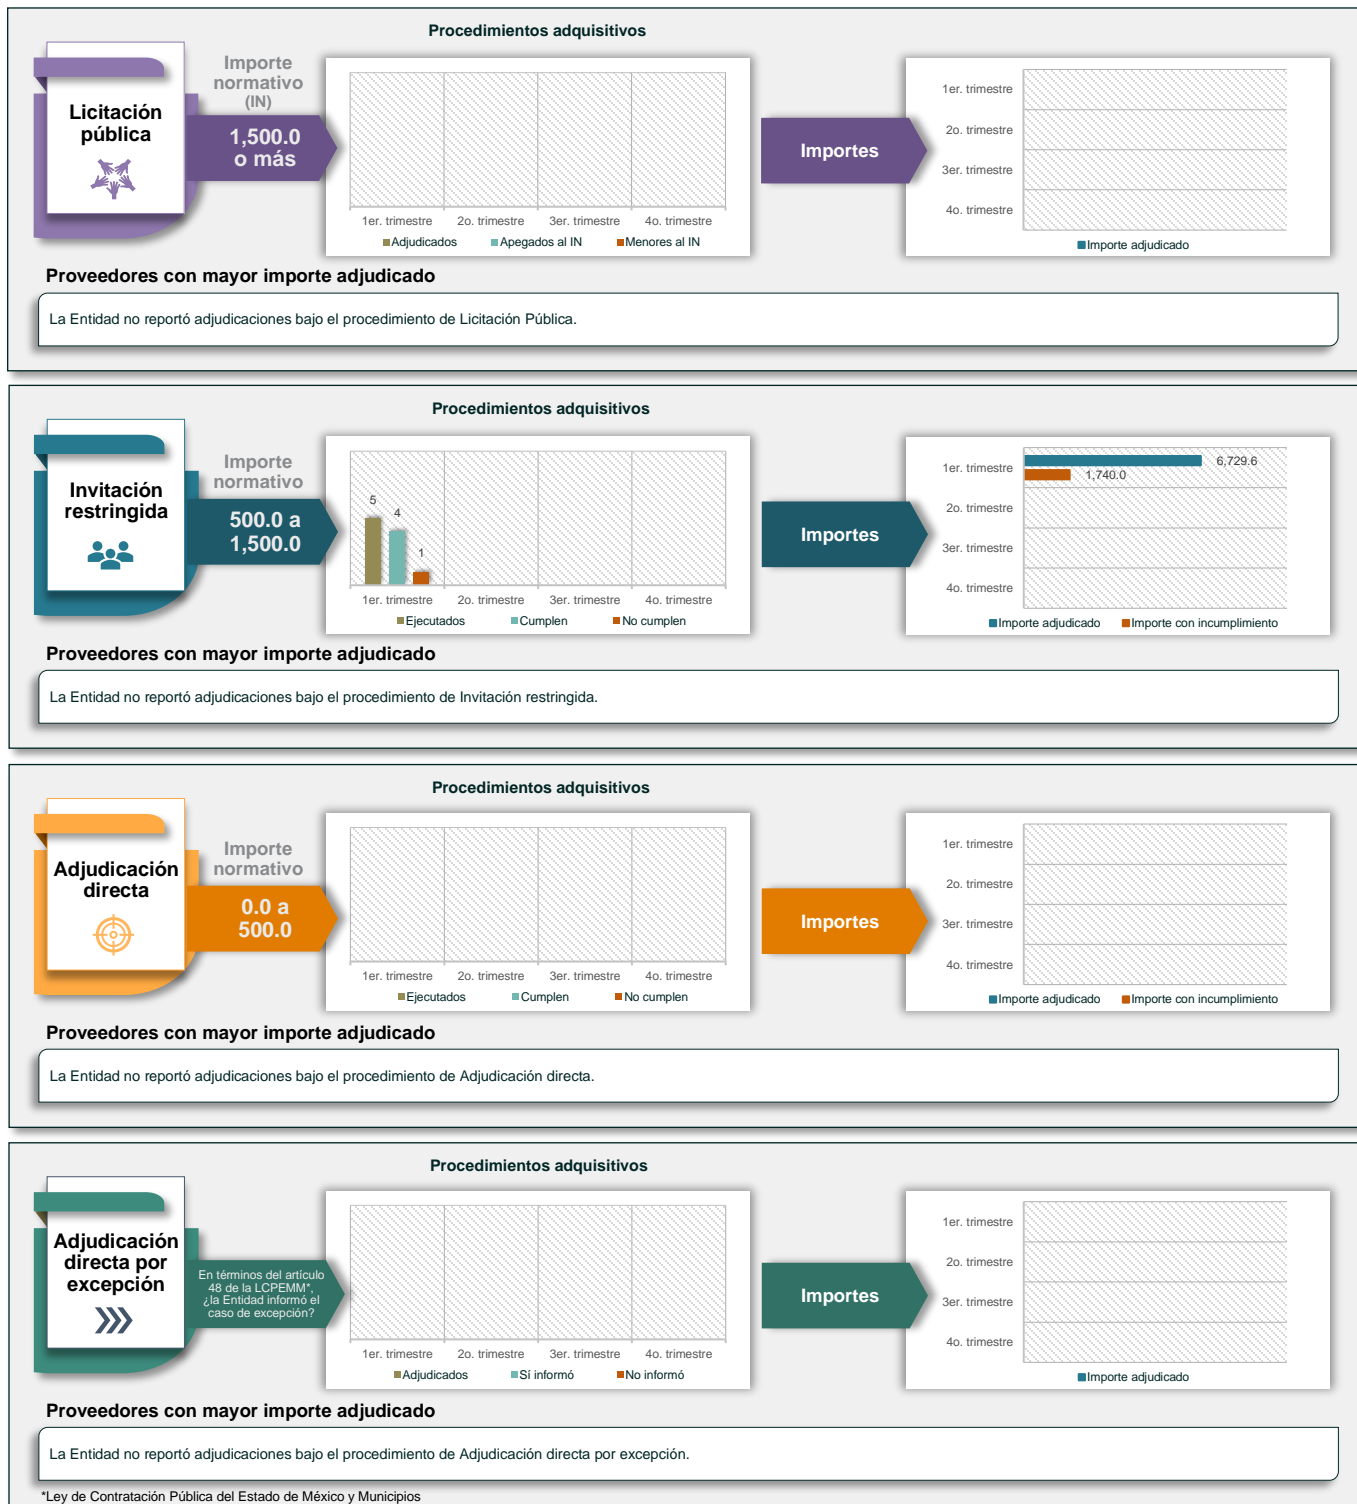 Procedimientos adquisitivos
Licitación
pública
Importe
normativo
(IN)
1,500.0
o más
1er. trimestre 2o. trimestre 3er. trimestre 4o. trimestre
Adjudicados Apegados al IN Menores al IN
Importes
1er. trimestre
2o. trimestre
3er. trimestre
4o. trimestre
Importe adjudicado
Proveedores con mayor importe adjudicado
La Entidad no reportó adjudicaciones bajo el procedimiento de Licitación Pública.
Procedimientos adquisitivos
Invitación
restringida
Importe
normativo
500.0 a
1,500.0
5
4
1
1er. trimestre 2o. trimestre 3er. trimestre 4o. trimestre
Ejecutados Cumplen No cumplen
Importes
1er. trimestre
6,729.6
1,740.0
2o. trimestre
3er. trimestre
4o. trimestre
Importe adjudicado Importe con incumplimiento
Proveedores con mayor importe adjudicado
La Entidad no reportó adjudicaciones bajo el procedimiento de Invitación restringida.
Procedimientos adquisitivos
Adjudicación
directa
Importe
normativo
0.0 a
500.0
1er. trimestre 2o. trimestre 3er. trimestre 4o. trimestre
Ejecutados Cumplen No cumplen
Importes
1er. trimestre
2o. trimestre
3er. trimestre
4o. trimestre
Importe adjudicado Importe con incumplimiento
Proveedores con mayor importe adjudicado
La Entidad no reportó adjudicaciones bajo el procedimiento de Adjudicación directa.
Procedimientos adquisitivos
Adjudicación
directa por
excepción
En términos del artículo
48 de la LCPEMM*,
¿la Entidad informó el
caso de excepción?
1er. trimestre 2o. trimestre 3er. trimestre 4o. trimestre
Adjudicados Sí informó No informó
Importes
1er. trimestre
2o. trimestre
3er. trimestre
4o. trimestre
Importe adjudicado
Proveedores con mayor importe adjudicado
La Entidad no reportó adjudicaciones bajo el procedimiento de Adjudicación directa por excepción.
*Ley de Contratación Pública del Estado de México y Municipios